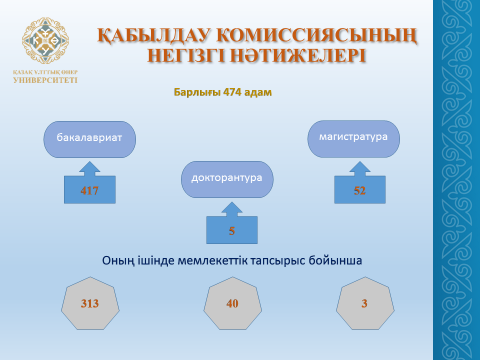 ҚАБЫЛДАУ КОМИССИЯСЫНЫҢ
НЕГІЗГІ НӘТИЖЕЛЕРІ
ҚАЗАҚ ҰЛТТЫҚ ӨНЕР
УНИВЕРСИТЕТІ
Барлығы 474 адам
бакалавриат
магистратура
докторантура
417
52
5
Оның ішінде мемлекеттік тапсырыс бойынша
313
40
3